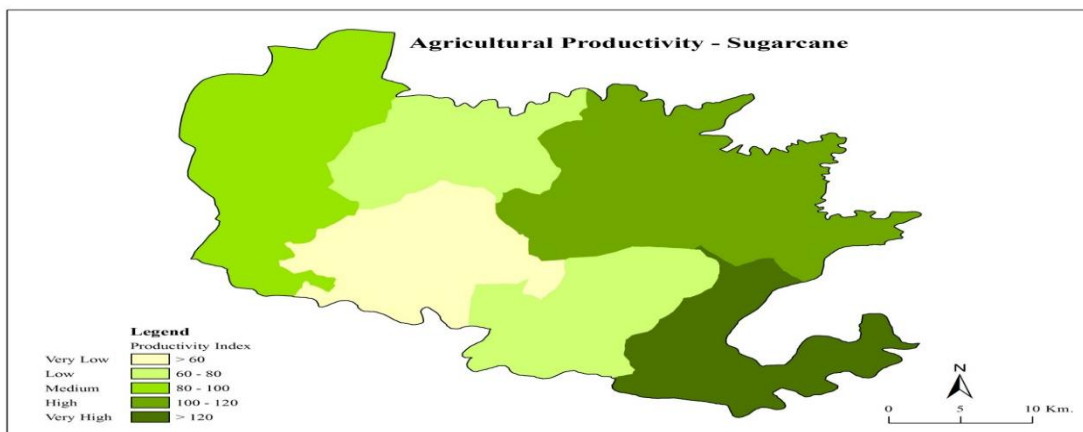 Agricultural Productivity - Sugarcane
Legend
Productivity Index
Very Low > 60
Low 60 - 80
Medium 80 - 100
High 100 - 120
Very High > 120
N
0 5 10 Km.